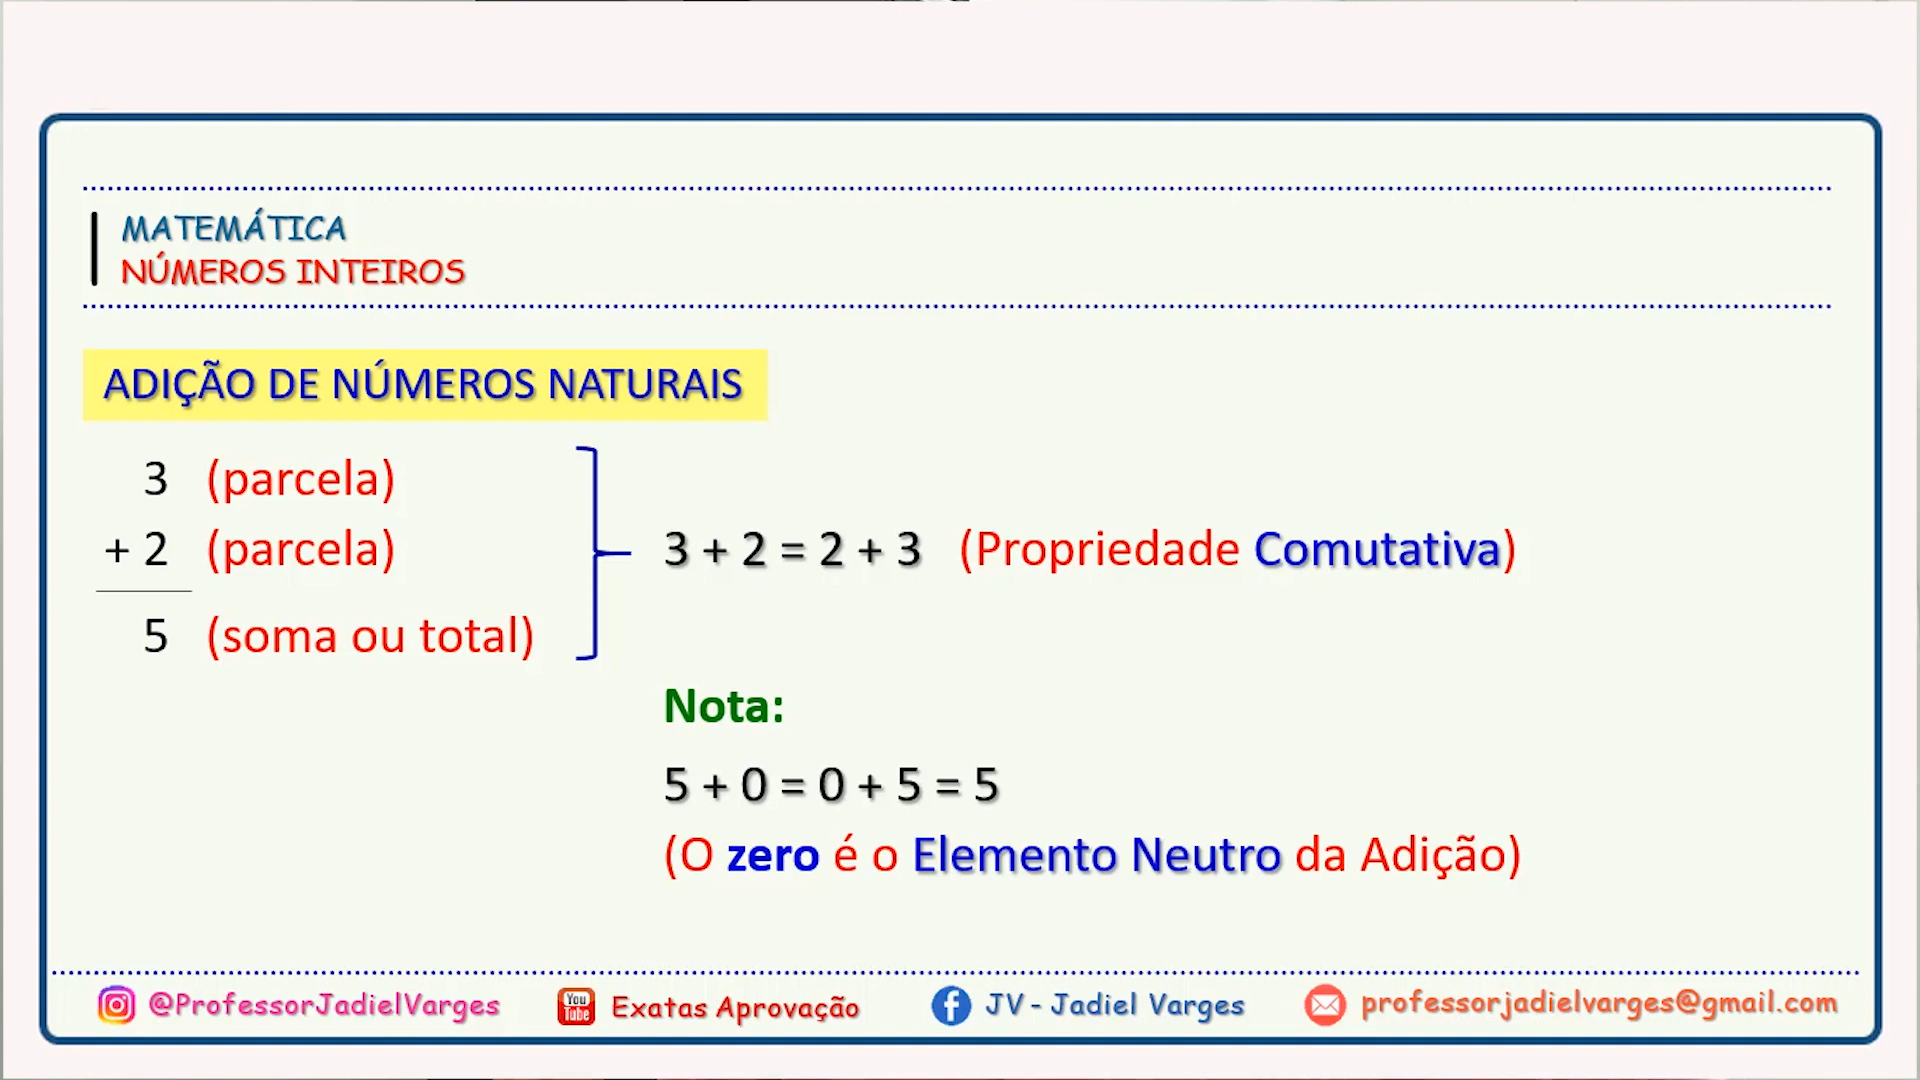 MATEMÁTICA
NÚMEROS INTEIROS
ADIÇÃO DE NÚMEROS NATURAIS
3 (parcela)
+ 2 (parcela)
5 (soma ou total)
3 + 2 = 2 + 3 (Propriedade Comutativa)
Nota:
5 + 0 = 0 + 5 = 5
(O zero é o Elemento Neutro da Adição)
@ProfessorJadielVarges
You Tube
Exatas Aprovação
JV - Jadiel Varges
professorjadielvarges@gmail.com